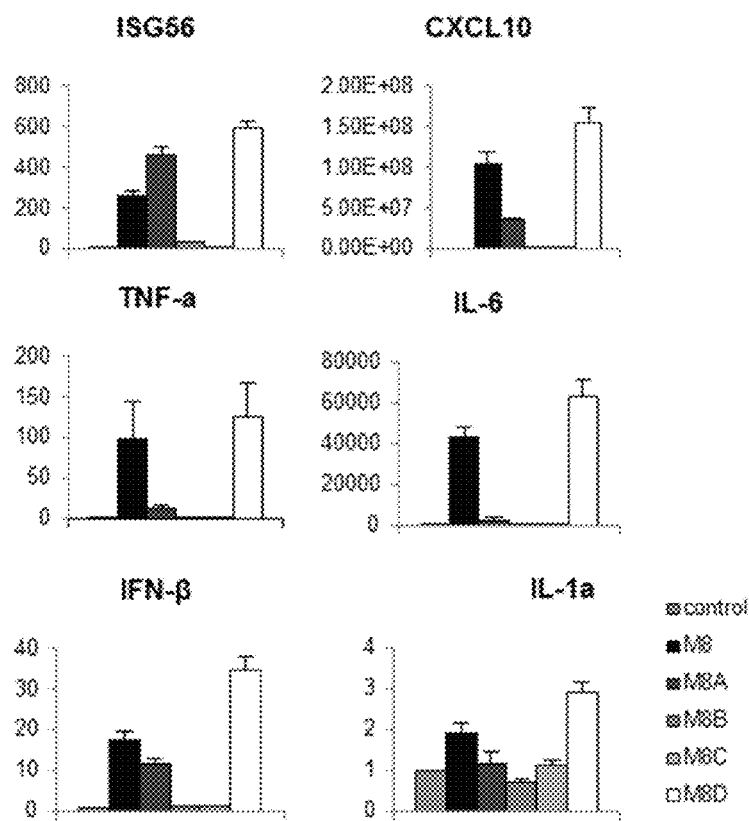 ISG56
CXCL10
800
600
400
200
0
2.00E+08
1.50E+08
1.00E+08
5.00E+07
0.00E+00
TNF-a
IL-6
200
150
100
50
0
80000
60000
40000
20000
0
IFN-β
IL-1a
40
30
20
10
0
4
3
2
1
0
control
M8
M8A
M8B
M8C
M8D